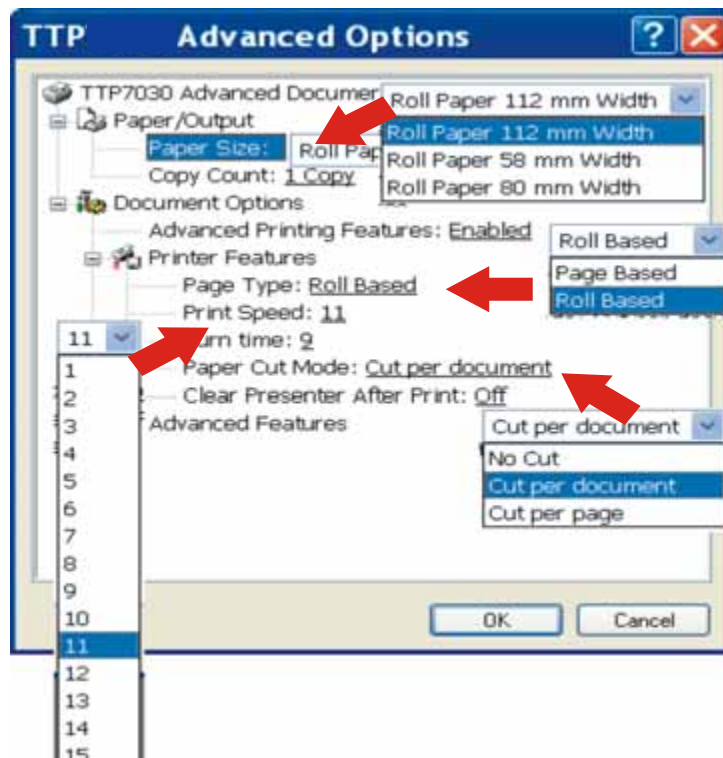 TTP Advanced Options
TTP7030 Advanced Documen
Roll Paper 112 mm Width
Roll Paper 112 mm Width
Roll Paper 58 mm Width
Roll Paper 80 mm Width
Paper/Output
Paper Size: Roll Pap
Copy Count: 1 Copy
Document Options
Advanced Printing Features: Enabled
Roll Based
Page Based
Roll Based
Printer Features
Page Type: Roll Based
Print Speed: 11
urn time: 9
Paper Cut Mode: Cut per document
Clear Presenter After Print: Off
Advanced Features
Cut per document
No Cut
Cut per document
Cut per page
11
1
2
3
4
5
6
7
8
9
10
11
12
13
14
15
OK Cancel